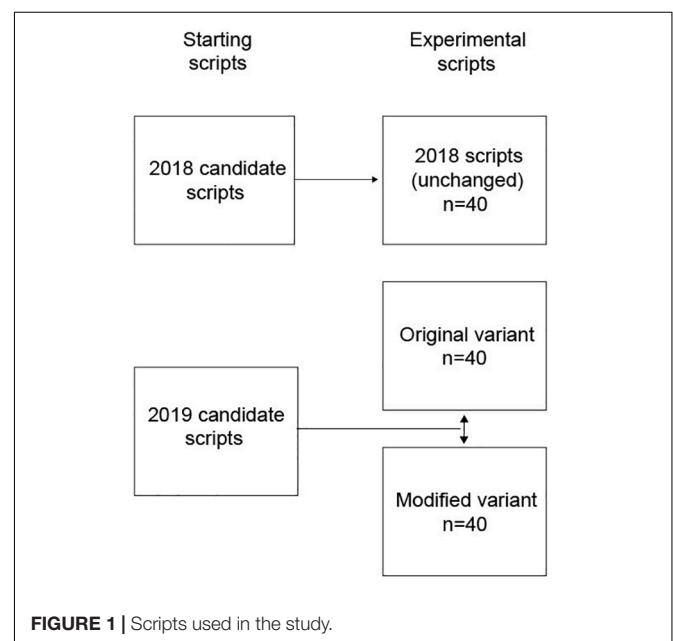 Starting
scripts
Experimental
scripts
2018 candidate
scripts
2018 scripts
(unchanged)
n=40
Original variant
n=40
2019 candidate
scripts
Modified variant
n=40
FIGURE 1 | Scripts used in the study.